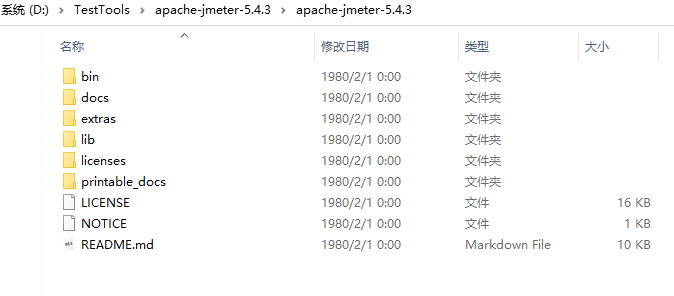 系统 (D:) > TestTools > apache-jmeter-5.4.3 > apache-jmeter-5.4.3
名称 修改日期 类型 大小
bin 1980/2/1 0:00 文件夹
docs 1980/2/1 0:00 文件夹
extras 1980/2/1 0:00 文件夹
lib 1980/2/1 0:00 文件夹
licenses 1980/2/1 0:00 文件夹
printable_docs 1980/2/1 0:00 文件夹
LICENSE 1980/2/1 0:00 文件 16 KB
NOTICE 1980/2/1 0:00 文件 1 KB
README.md 1980/2/1 0:00 Markdown File 10 KB